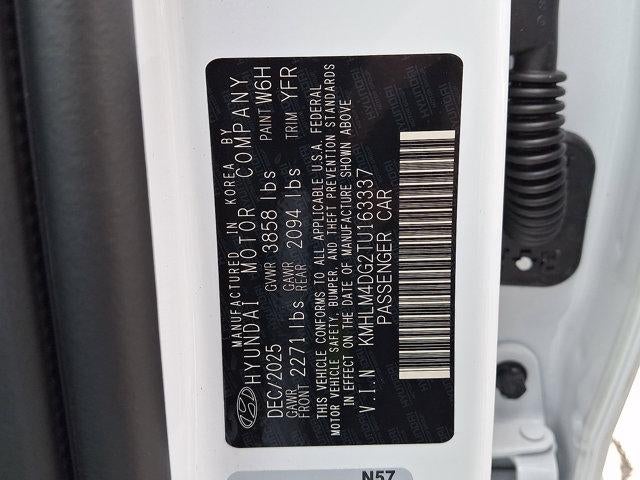 MANUFACTURED IN KOREA BY
HYUNDAI MOTOR COMPANY
DEC/2025 GVWR 3858 lbs PAINT W6H
GAWR FRONT 2271 lbs GAWR REAR 2094 lbs TRIM YFR
THIS VEHICLE CONFORMS TO ALL APPLICABLE U.S.A. FEDERAL
MOTOR VEHICLE SAFETY, BUMPER, AND THEFT PREVENTION STANDARDS
IN EFFECT ON THE DATE OF MANUFACTURE SHOWN ABOVE
V.I.N KMHLM4DG2TU163337
PASSENGER CAR
N57